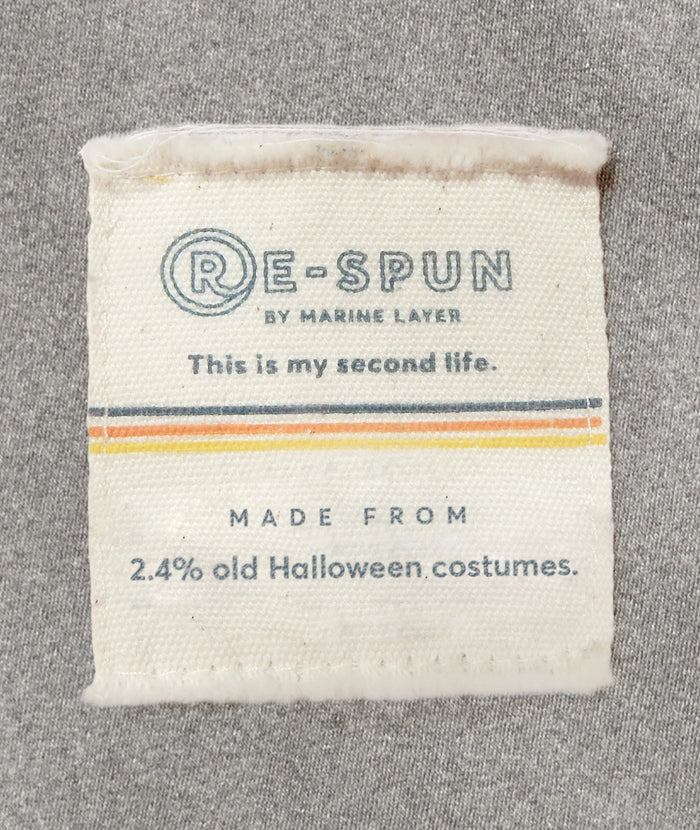 RE-SPUN
BY MARINE LAYER
This is my second life.
MADE FROM
2.4% old Halloween costumes.